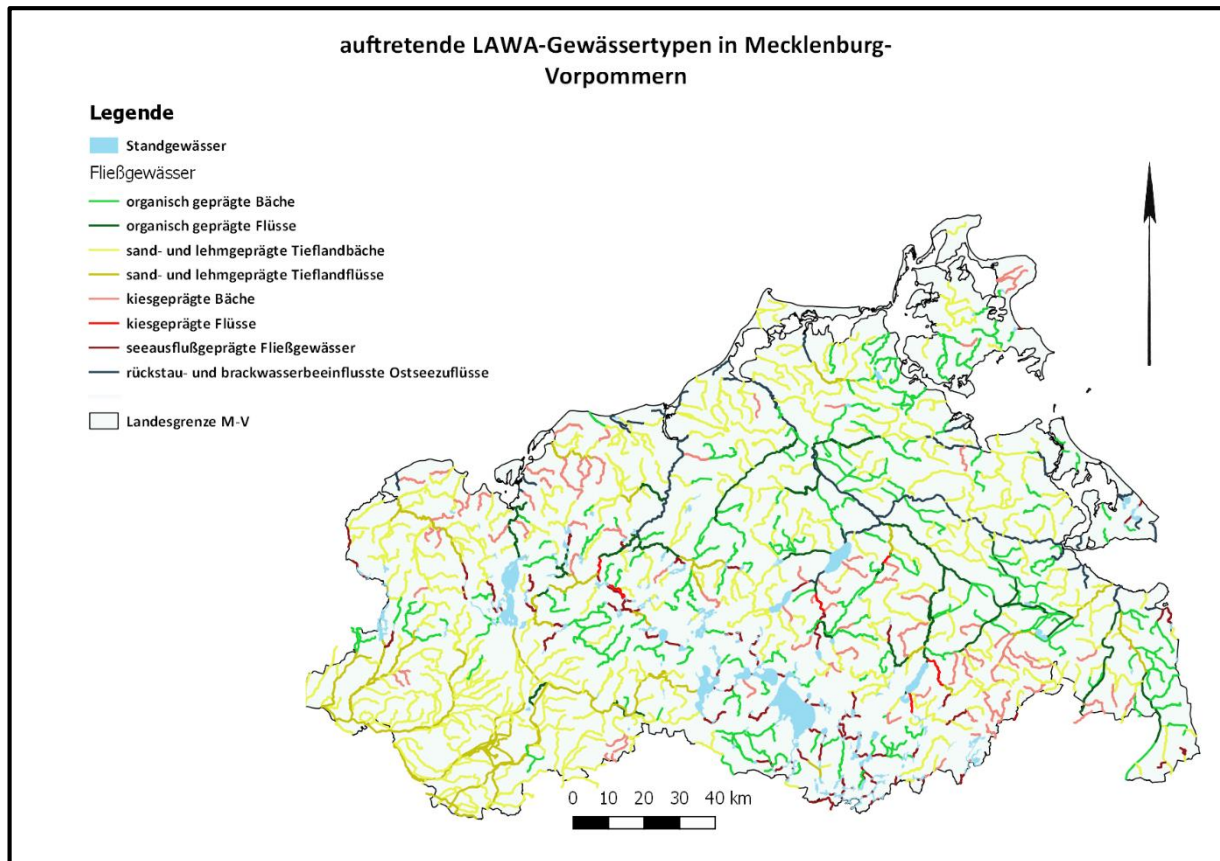 auftretende LAWA-Gewässertypen in Mecklenburg-
Vorpommern
Legende
Standgewässer
Fließgewässer
organisch geprägte Bäche
organisch geprägte Flüsse
sand- und lehmgeprägte Tieflandbäche
sand- und lehmgeprägte Tieflandflüsse
kiesgeprägte Bäche
kiesgeprägte Flüsse
seeausflußgeprägte Fließgewässer
rückstau- und brackwasserbeeinflusste Ostseezuflüsse
Landesgrenze M-V
0 10 20 30 40 km